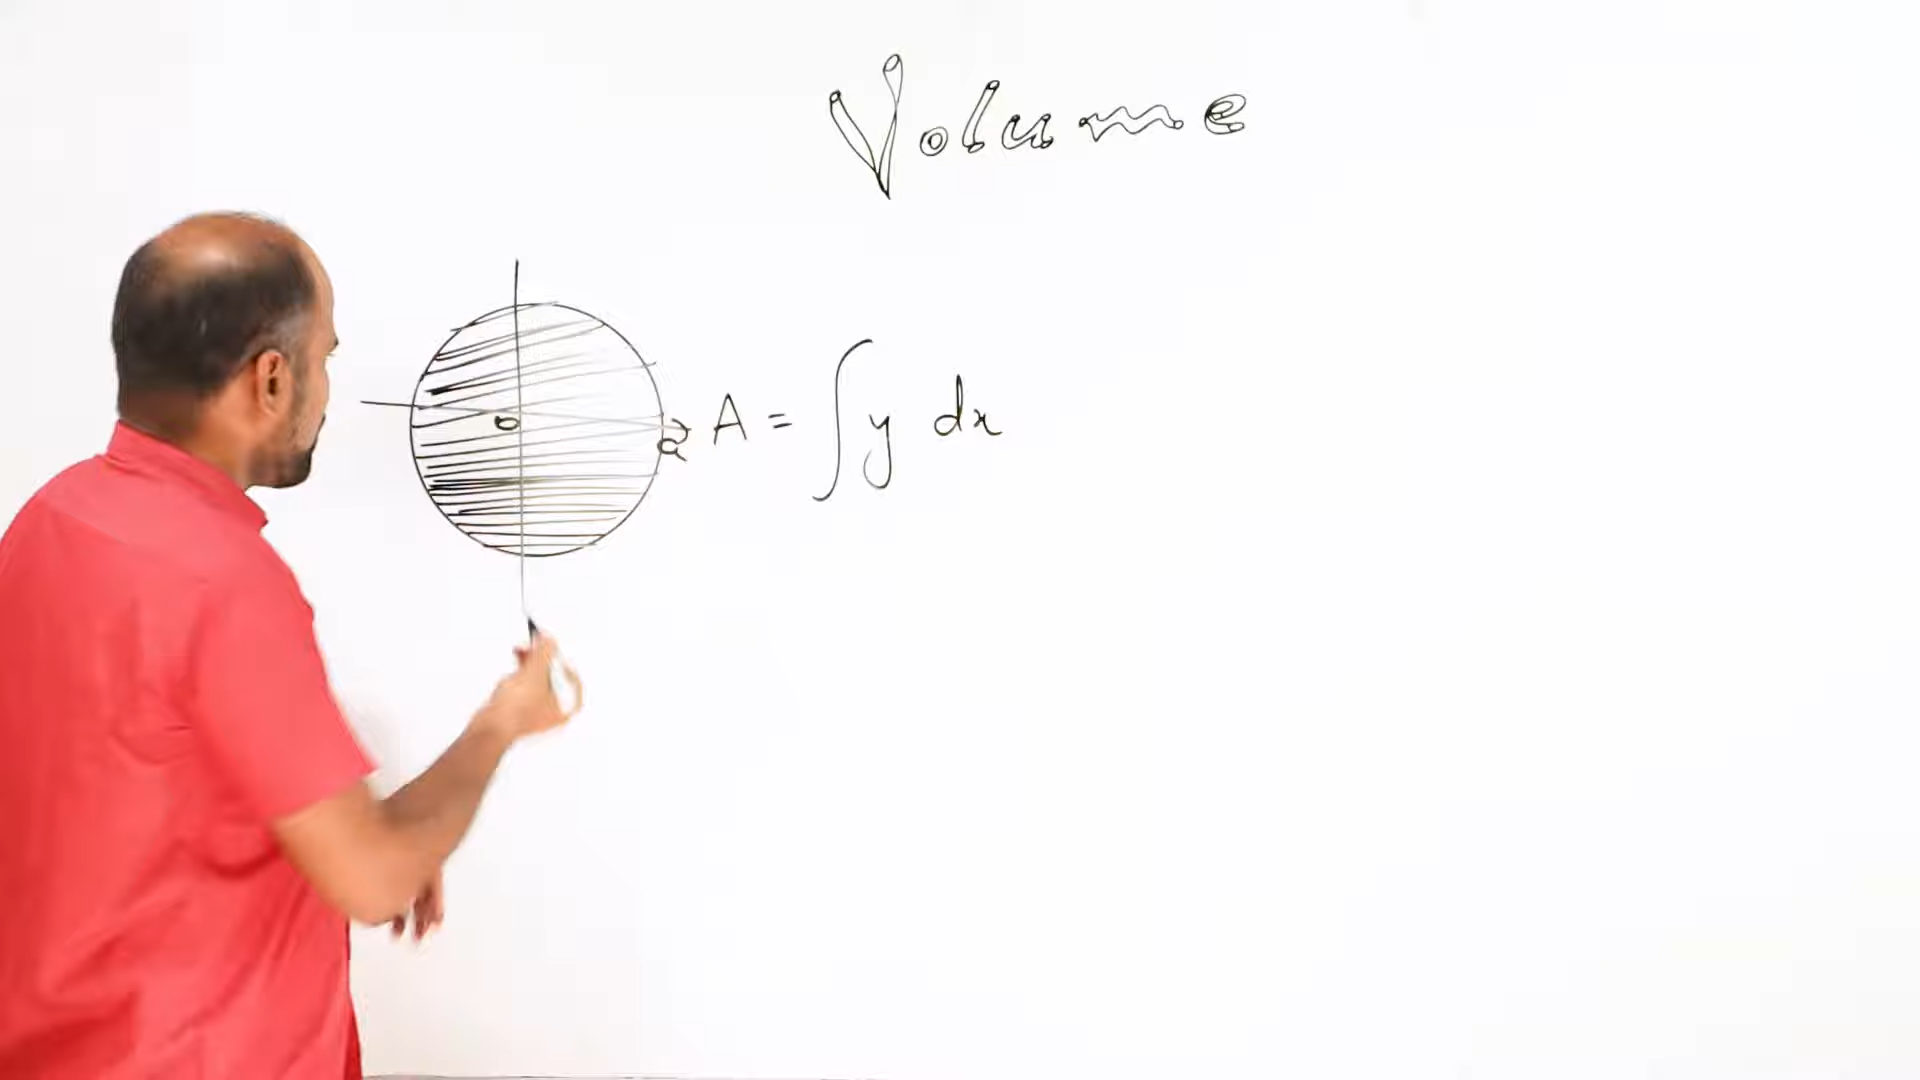 Volume
o
a
A = ∫ y dx